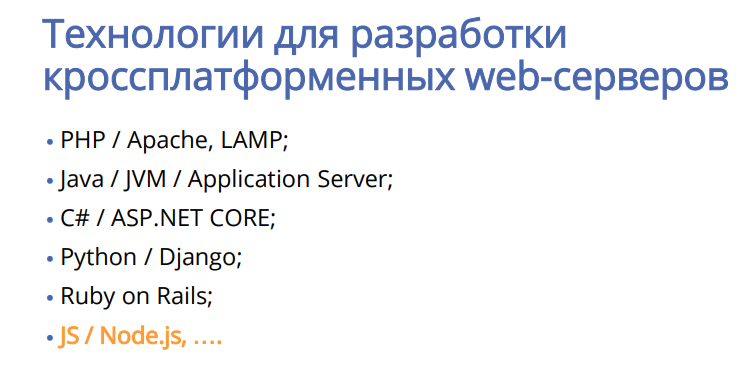 Технологии для разработки
кроссплатформенных web-серверов
• PHP / Apache, LAMP;
• Java / JVM / Application Server;
• C# / ASP.NET CORE;
• Python / Django;
• Ruby on Rails;
• JS / Node.js, ....